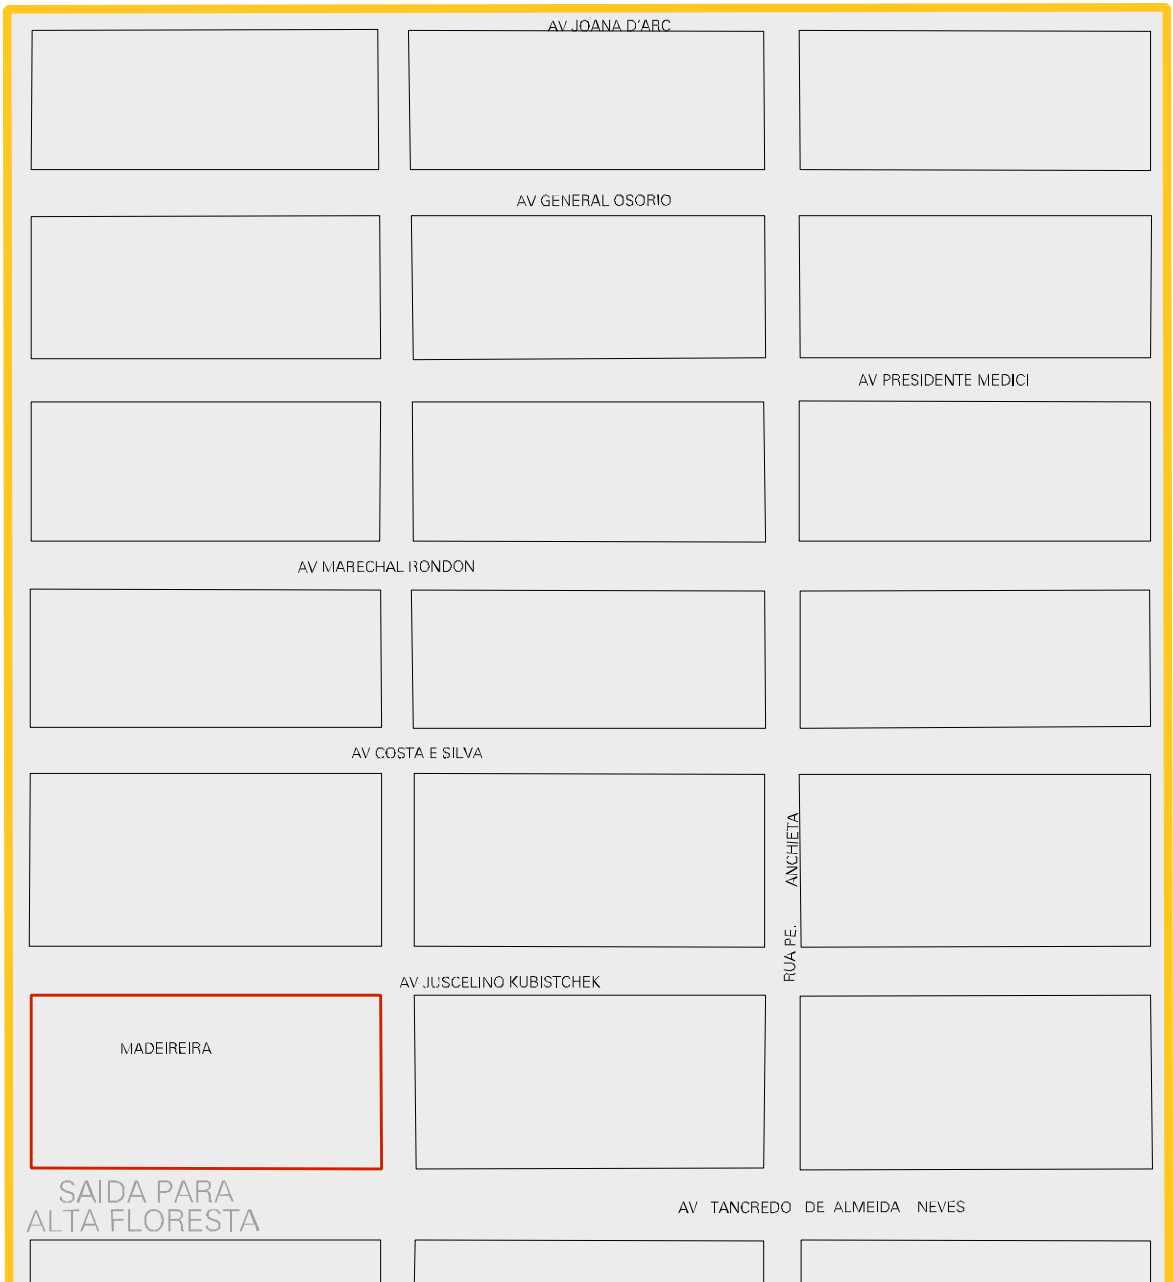 AV JOANA D'ARC
AV GENERAL OSORIO
AV PRESIDENTE MEDICI
AV MARECHAL RONDON
AV COSTA E SILVA
RUA PE. ANCHIETA
AV JUSCELINO KUBISTCHEK
MADEIREIRA
SAIDA PARA
ALTA FLORESTA
AV TANCREDO DE ALMEIDA NEVES